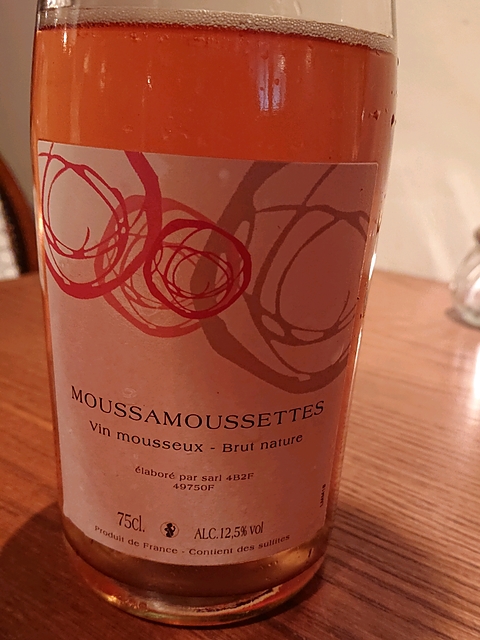 MOUSSAMOUSSETTES
Vin mousseux - Brut nature
élaboré par sarl 4B2F
49750F
75cl. ALC.12,5% vol
Produit de France - Contient des sulfites